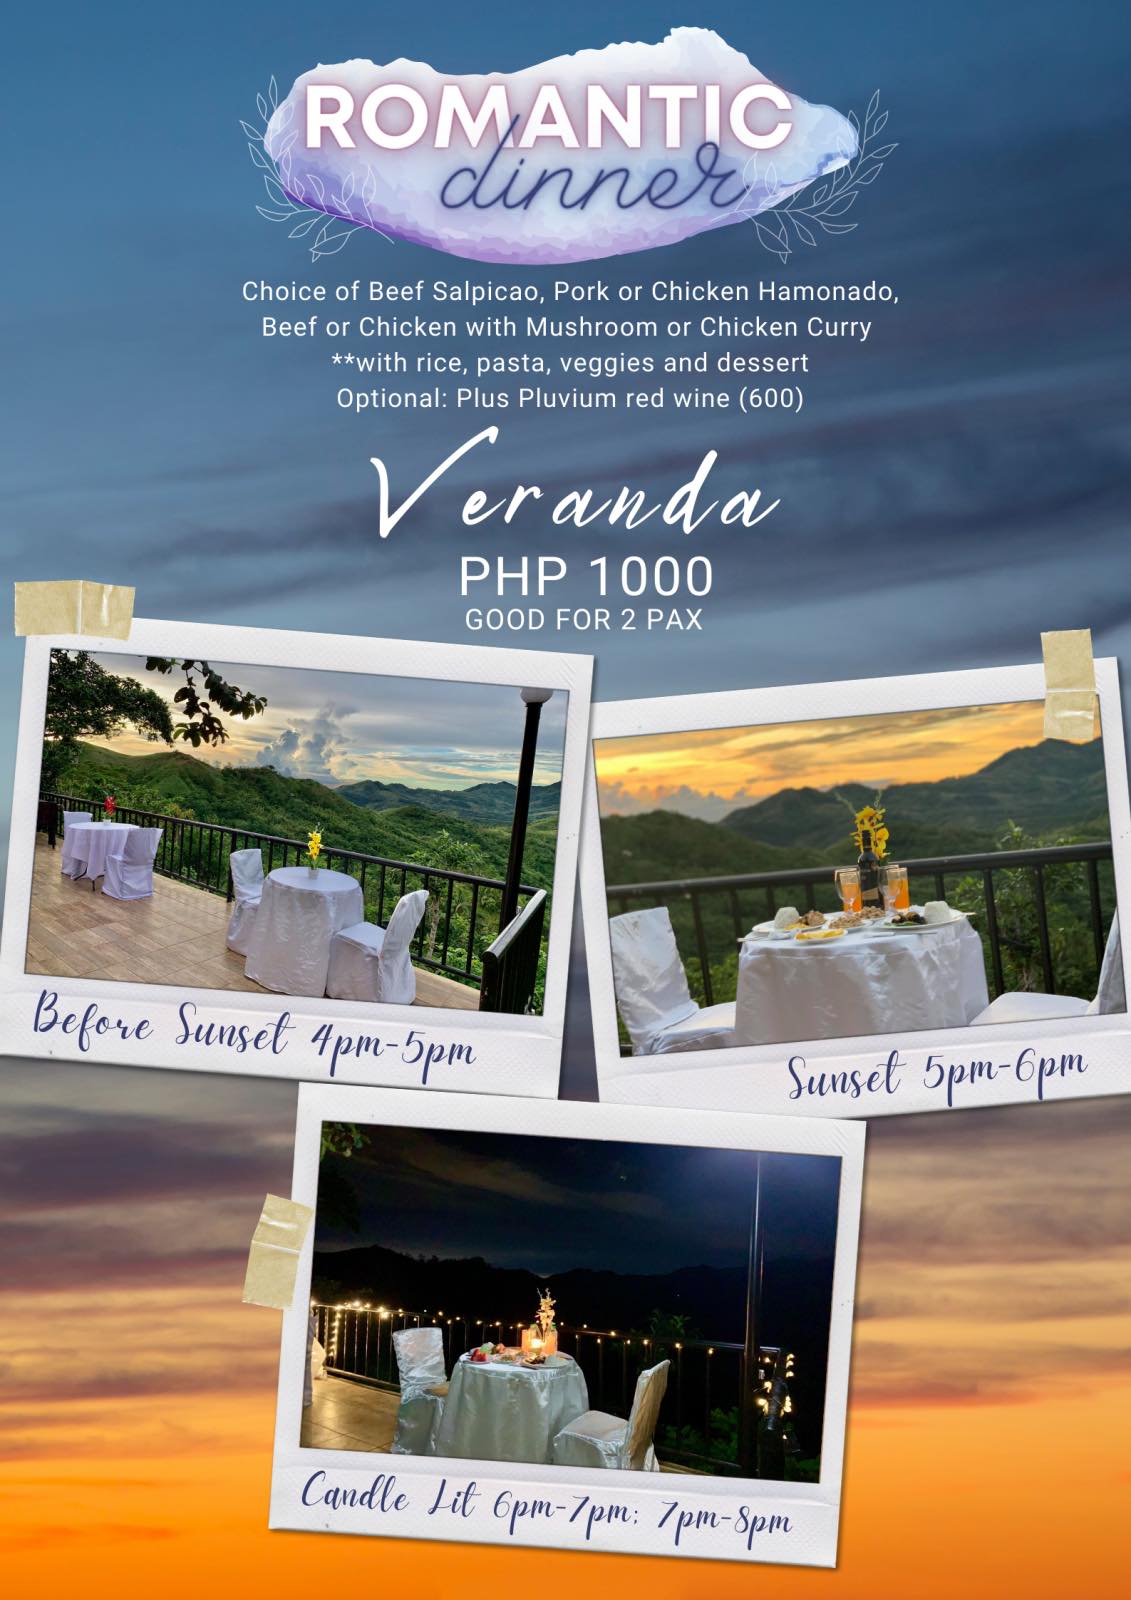 ROMANTIC
dinner
Choice of Beef Salpicao, Pork or Chicken Hamonado,
Beef or Chicken with Mushroom or Chicken Curry
**with rice, pasta, veggies and dessert
Optional: Plus Pluvium red wine (600)
Veranda
PHP 1000
GOOD FOR 2 PAX
Before Sunset 4pm-5pm
Sunset 5pm-6pm
Candle Lit 6pm-7pm; 7pm-8pm